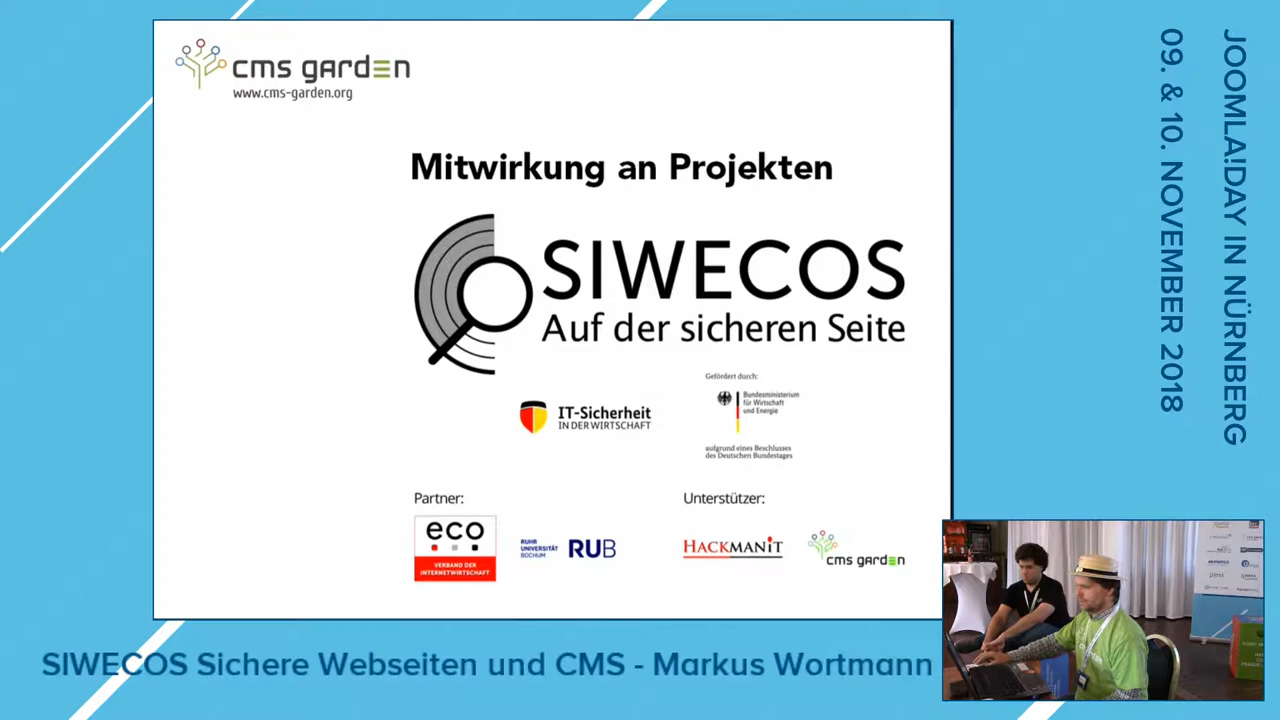 cms garden
www.cms-garden.org
Mitwirkung an Projekten
SIWECOS
Auf der sicheren Seite
IT-Sicherheit
IN DER WIRTSCHAFT
Gefördert durch:
Bundesministerium
für Wirtschaft
und Energie
aufgrund eines Beschlusses
des Deutschen Bundestages
Partner:
eco
VERBAND DER
INTERNETWIRTSCHAFT
RUHR
UNIVERSITÄT
BOCHUM
RUB
Unterstützer:
HACKMANIT
cms garden
JOOMLA!DAY IN NÜRNBERG
09. & 10. NOVEMBER 2018
SIWECOS Sichere Webseiten und CMS - Markus Wortmann